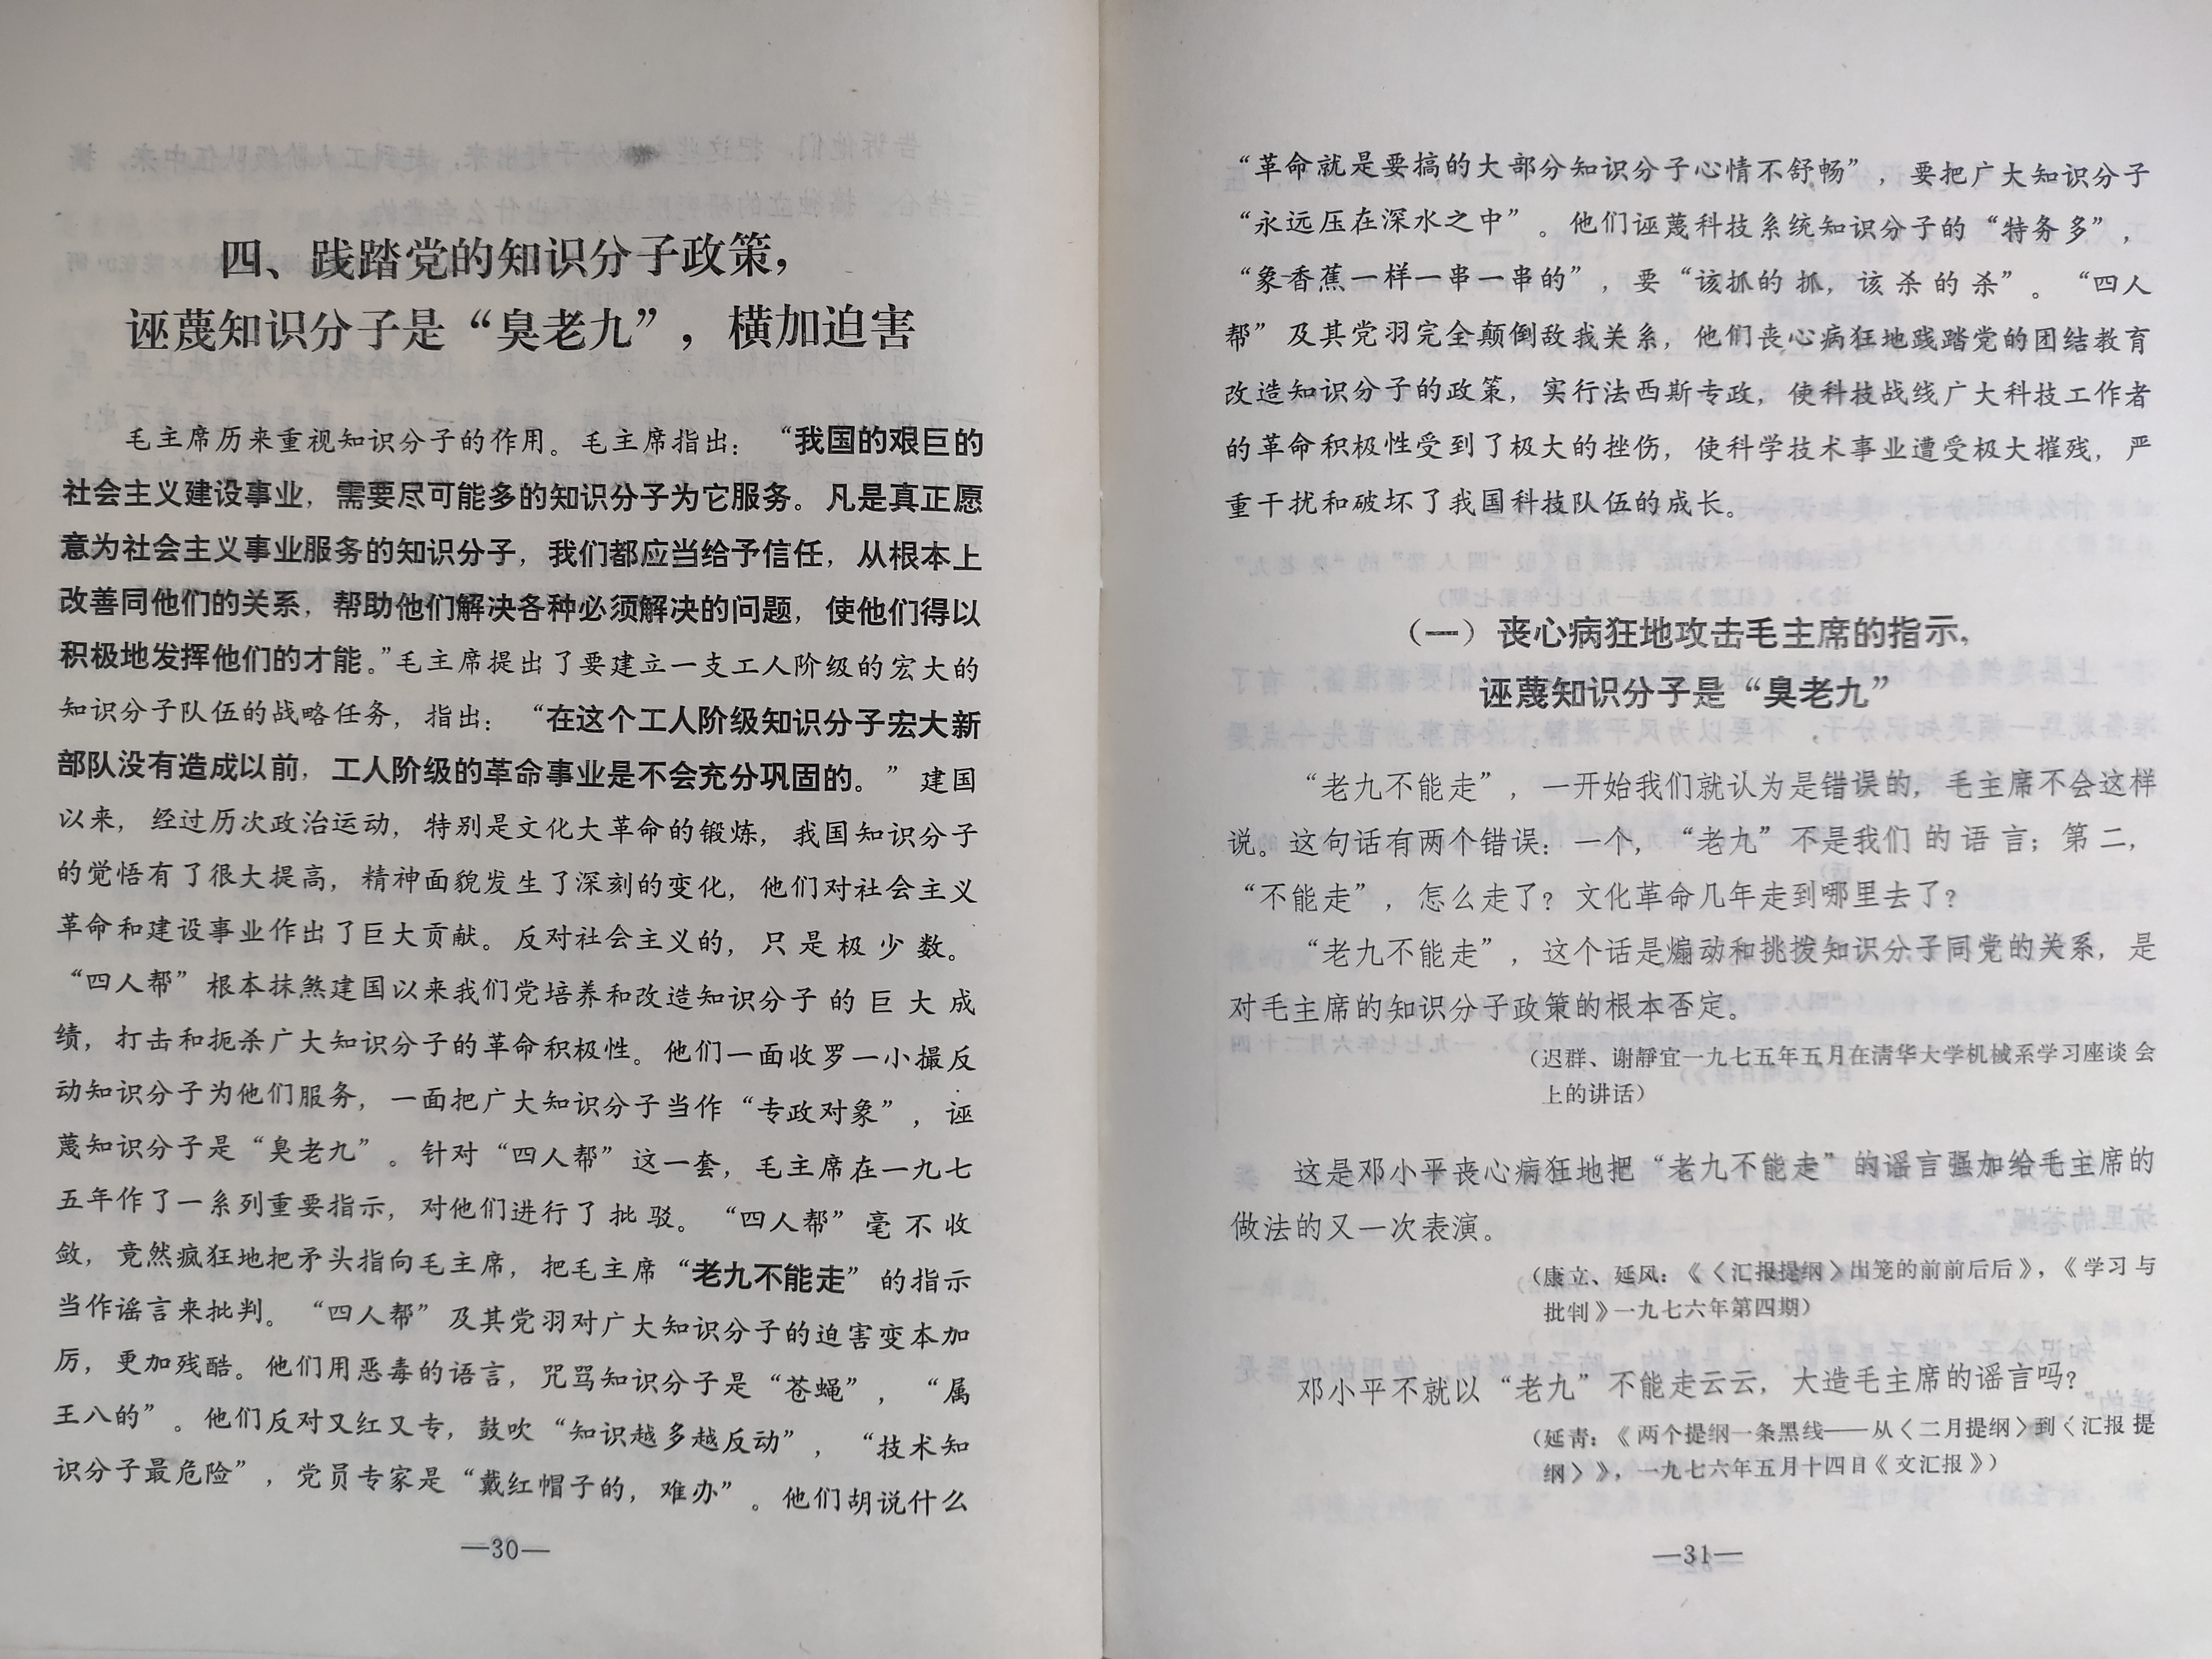 四、践踏党的知识分子政策，
诬蔑知识分子是“臭老九”，横加迫害
毛主席历来重视知识分子的作用。毛主席指出：“我国的艰巨的
社会主义建设事业，需要尽可能多的知识分子为它服务。凡是真正愿
意为社会主义事业服务的知识分子，我们都应当给予信任，从根本上
改善同他们的关系，帮助他们解决各种必须解决的问题，使他们得以
积极地发挥他们的才能。”毛主席提出了要建立一支工人阶级的宏大的
知识分子队伍的战略任务，指出：“在这个工人阶级知识分子宏大新
部队没有造成以前，工人阶级的革命事业是不会充分巩固的。”建国
以来，经过历次政治运动，特别是文化大革命的锻炼，我国知识分子
的觉悟有了很大提高，精神面貌发生了深刻的变化，他们对社会主义
革命和建设事业作出了巨大贡献。反对社会主义的，只是极少数。
“四人帮”根本抹煞建国以来我们党培养和改造知识分子的巨大成
绩，打击和扼杀广大知识分子的革命积极性。他们一面收罗一小撮反
动知识分子为他们服务，一面把广大知识分子当作“专政对象”，诬
蔑知识分子是“臭老九”。针对“四人帮”这一套，毛主席在一九七
五年作了一系列重要指示，对他们进行了批驳。“四人帮”毫不收
敛，竟然疯狂地把矛头指向毛主席，把毛主席“老九不能走”的指示
当作谣言来批判。“四人帮”及其党羽对广大知识分子的迫害变本加
厉，更加残酷。他们用恶毒的语言，咒骂知识分子是“苍蝇”，“属
王八的”。他们反对又红又专，鼓吹“知识越多越反动”，“技术知
识分子最危险”，党员专家是“戴红帽子的，难办”。他们胡说什么
—30—
“革命就是要搞的大部分知识分子心情不舒畅”，要把广大知识分子
“永远压在深水之中”。他们诬蔑科技系统知识分子的“特务多”，
“象香蕉一样一串一串的”，要“该抓的抓，该杀的杀”。“四人
帮”及其党羽完全颠倒敌我关系，他们丧心病狂地践踏党的团结教育
改造知识分子的政策，实行法西斯专政，使科技战线广大科技工作者
的革命积极性受到了极大的挫伤，使科学技术事业遭受极大摧残，严
重干扰和破坏了我国科技队伍的成长。
（一）丧心病狂地攻击毛主席的指示，
诬蔑知识分子是“臭老九”
“老九不能走”，一开始我们就认为是错误的，毛主席不会这样
说。这句话有两个错误：一个，“老九”不是我们的语言；第二，
“不能走”，怎么走了？文化革命几年走到哪里去了？
“老九不能走”，这个话是煽动和挑拨知识分子同党的关系，是
对毛主席的知识分子政策的根本否定。
（迟群、谢静宜一九七五年五月在清华大学机械系学习座谈会
上的讲话）
这是邓小平丧心病狂地把“老九不能走”的谣言强加给毛主席的
做法的又一次表演。
（康立、延风：《〈汇报提纲〉出笼的前前后后》，《学习与
批判》一九七六年第四期）
邓小平不就以“老九”不能走云云，大造毛主席的谣言吗？
（延青：《两个提纲一条黑线——从〈二月提纲〉到〈汇报提
纲〉》，一九七六年五月十四日《文汇报》）
—31—